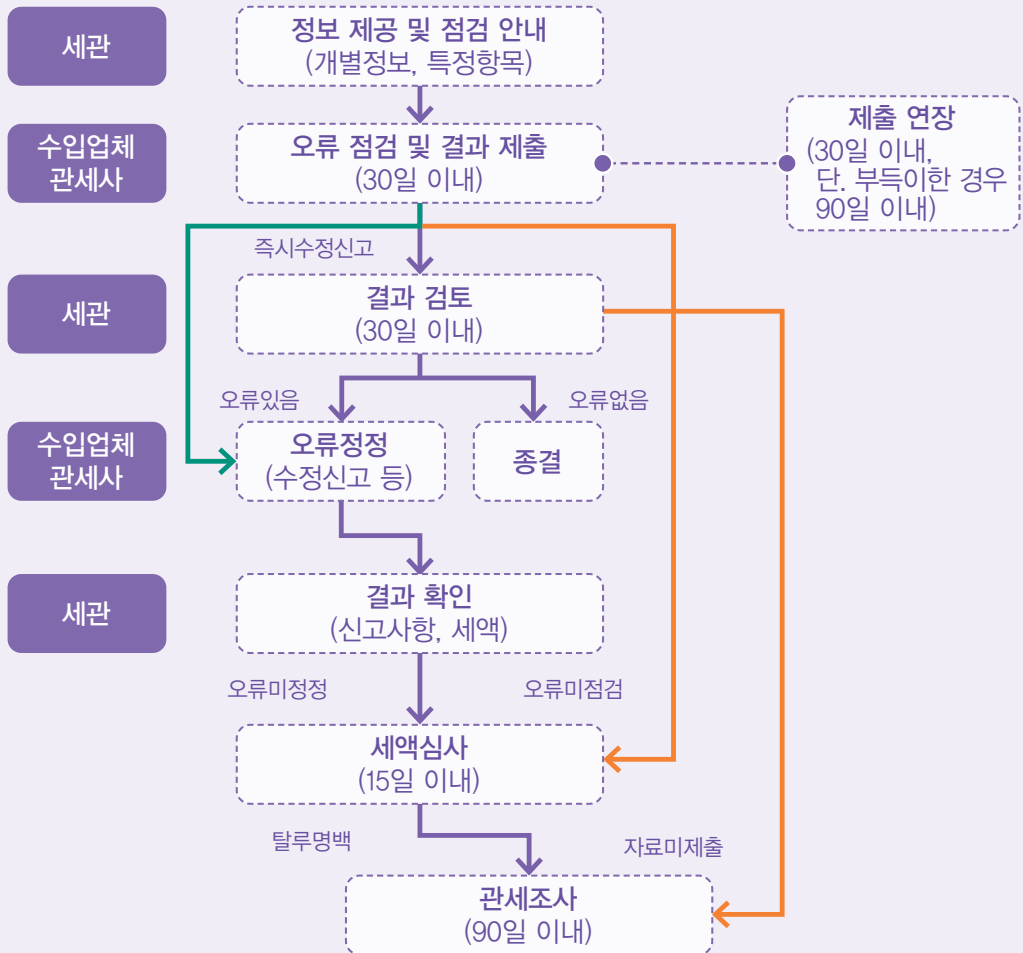 세관
정보 제공 및 점검 안내
(개별정보, 특정항목)
수입업체
관세사
오류 점검 및 결과 제출
(30일 이내)
제출 연장
(30일 이내,
단. 부득이한 경우
90일 이내)
즉시수정신고
세관
결과 검토
(30일 이내)
오류있음
오류없음
수입업체
관세사
오류정정
(수정신고 등)
종결
세관
결과 확인
(신고사항, 세액)
오류미정정
오류미점검
세액심사
(15일 이내)
탈루명백
자료미제출
관세조사
(90일 이내)